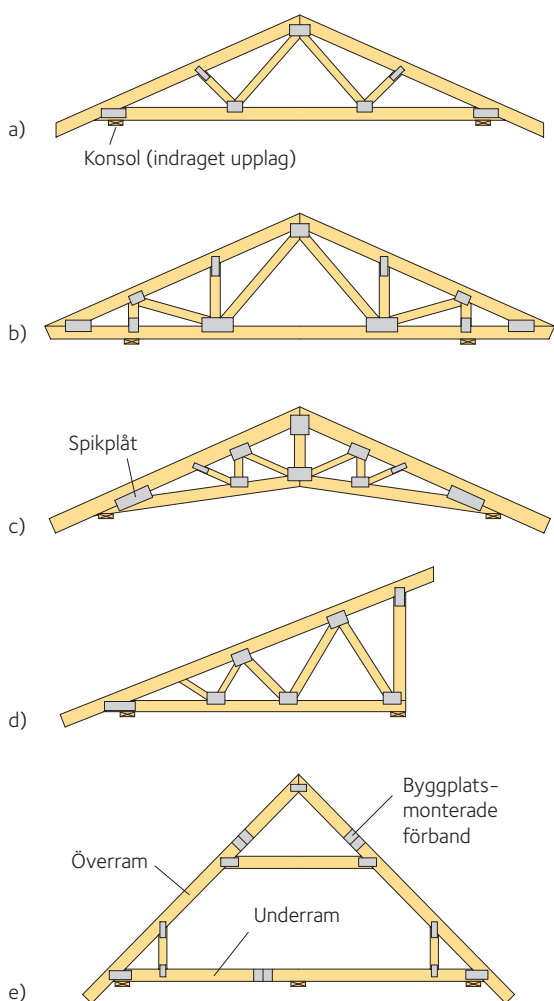 a)
Konsol (indraget upplag)
b)
Spikplåt
c)
d)
Byggplats-
monterade
förband
Överram
Underram
e)